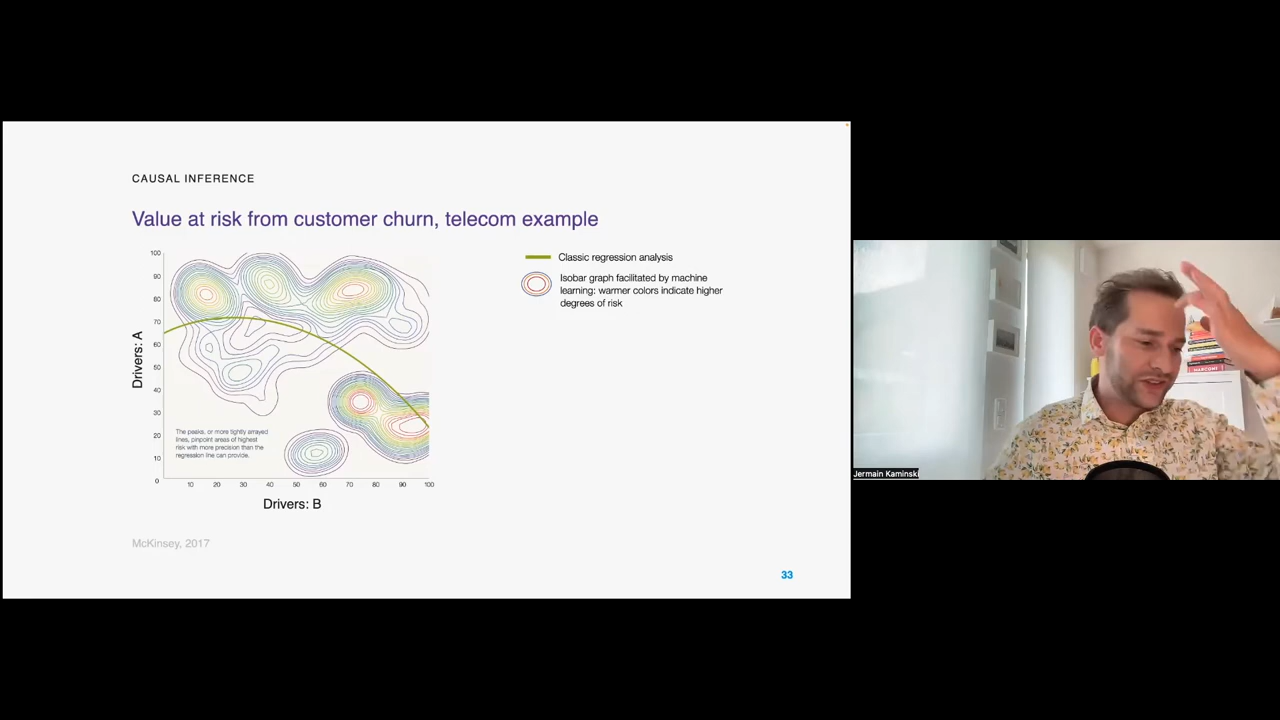 CAUSAL INFERENCE
Value at risk from customer churn, telecom example
Classic regression analysis
Isobar graph facilitated by machine
learning: warmer colors indicate higher
degrees of risk
100
90
80
70
60
50
40
30
20
10
0
Drivers: A
The peaks, or more tightly arrayed
lines, pinpoint areas of highest
risk with more precision than the
regression line can provide.
10 20 30 40 50 60 70 80 90 100
Drivers: B
McKinsey, 2017
33
MARCONI
Jermain Kaminski